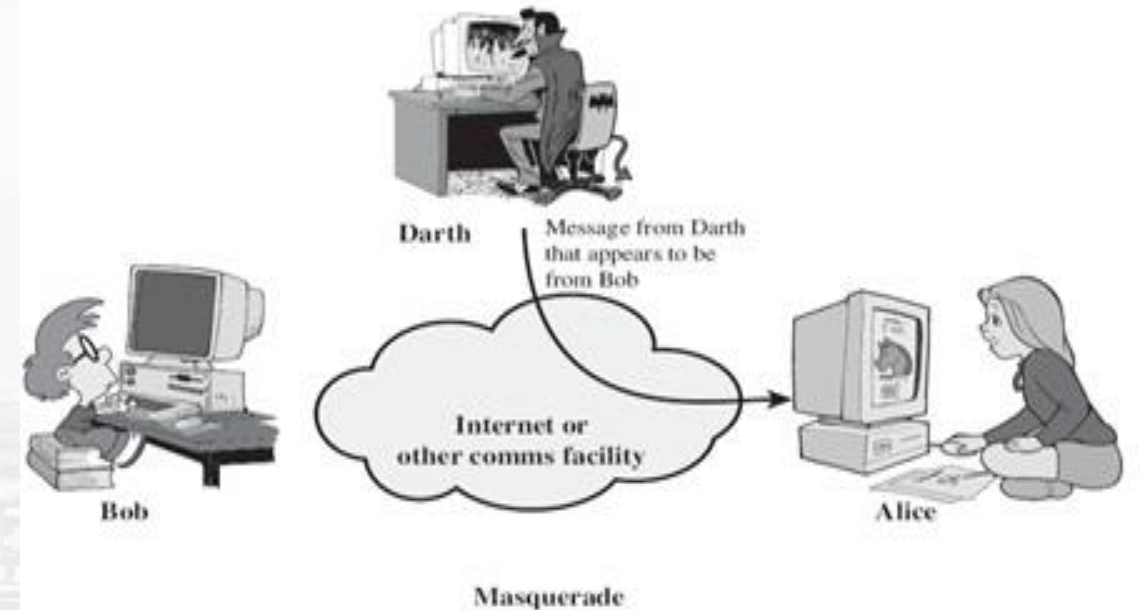 Darth
Message from Darth
that appears to be
from Bob
Internet or
other comms facility
Bob
Alice
Masquerade